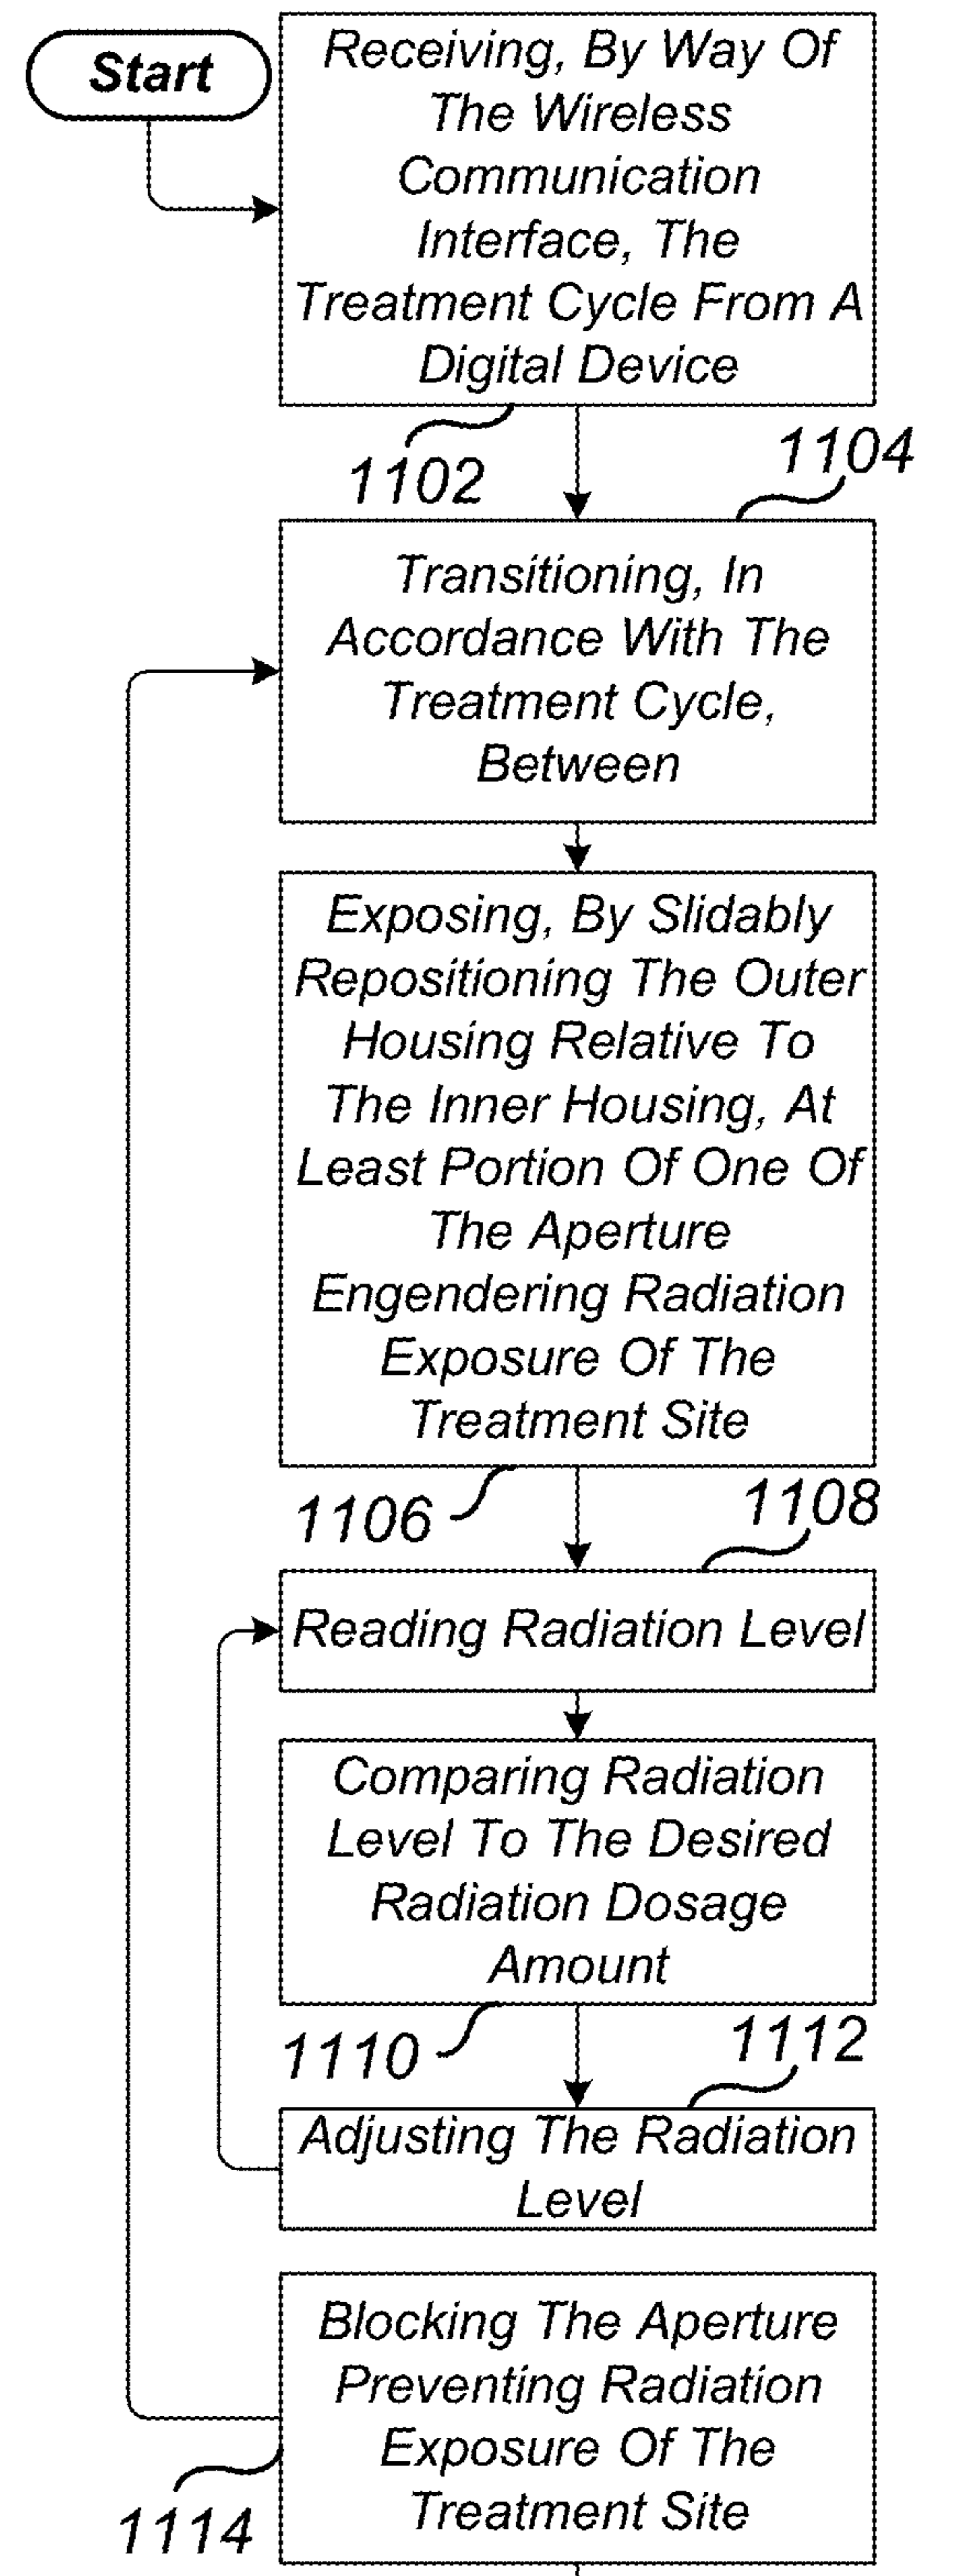 Start
Receiving, By Way Of
The Wireless
Communication
Interface, The
Treatment Cycle From A
Digital Device
1102
1104
Transitioning, In
Accordance With The
Treatment Cycle,
Between
Exposing, By Slidably
Repositioning The Outer
Housing Relative To
The Inner Housing, At
Least Portion Of One Of
The Aperture
Engendering Radiation
Exposure Of The
Treatment Site
1106
1108
Reading Radiation Level
Comparing Radiation
Level To The Desired
Radiation Dosage
Amount
1110
1112
Adjusting The Radiation
Level
Blocking The Aperture
Preventing Radiation
Exposure Of The
Treatment Site
1114